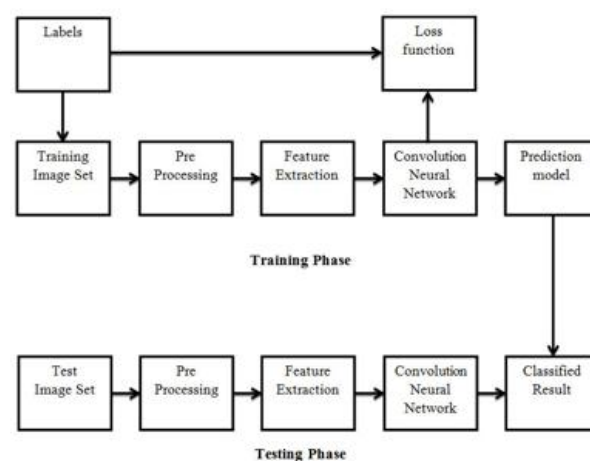 Labels
Loss
function
Training
Image Set
Pre
Processing
Feature
Extraction
Convolution
Neural
Network
Prediction
model
Training Phase
Test
Image Set
Pre
Processing
Feature
Extraction
Convolution
Neural
Network
Classified
Result
Testing Phase